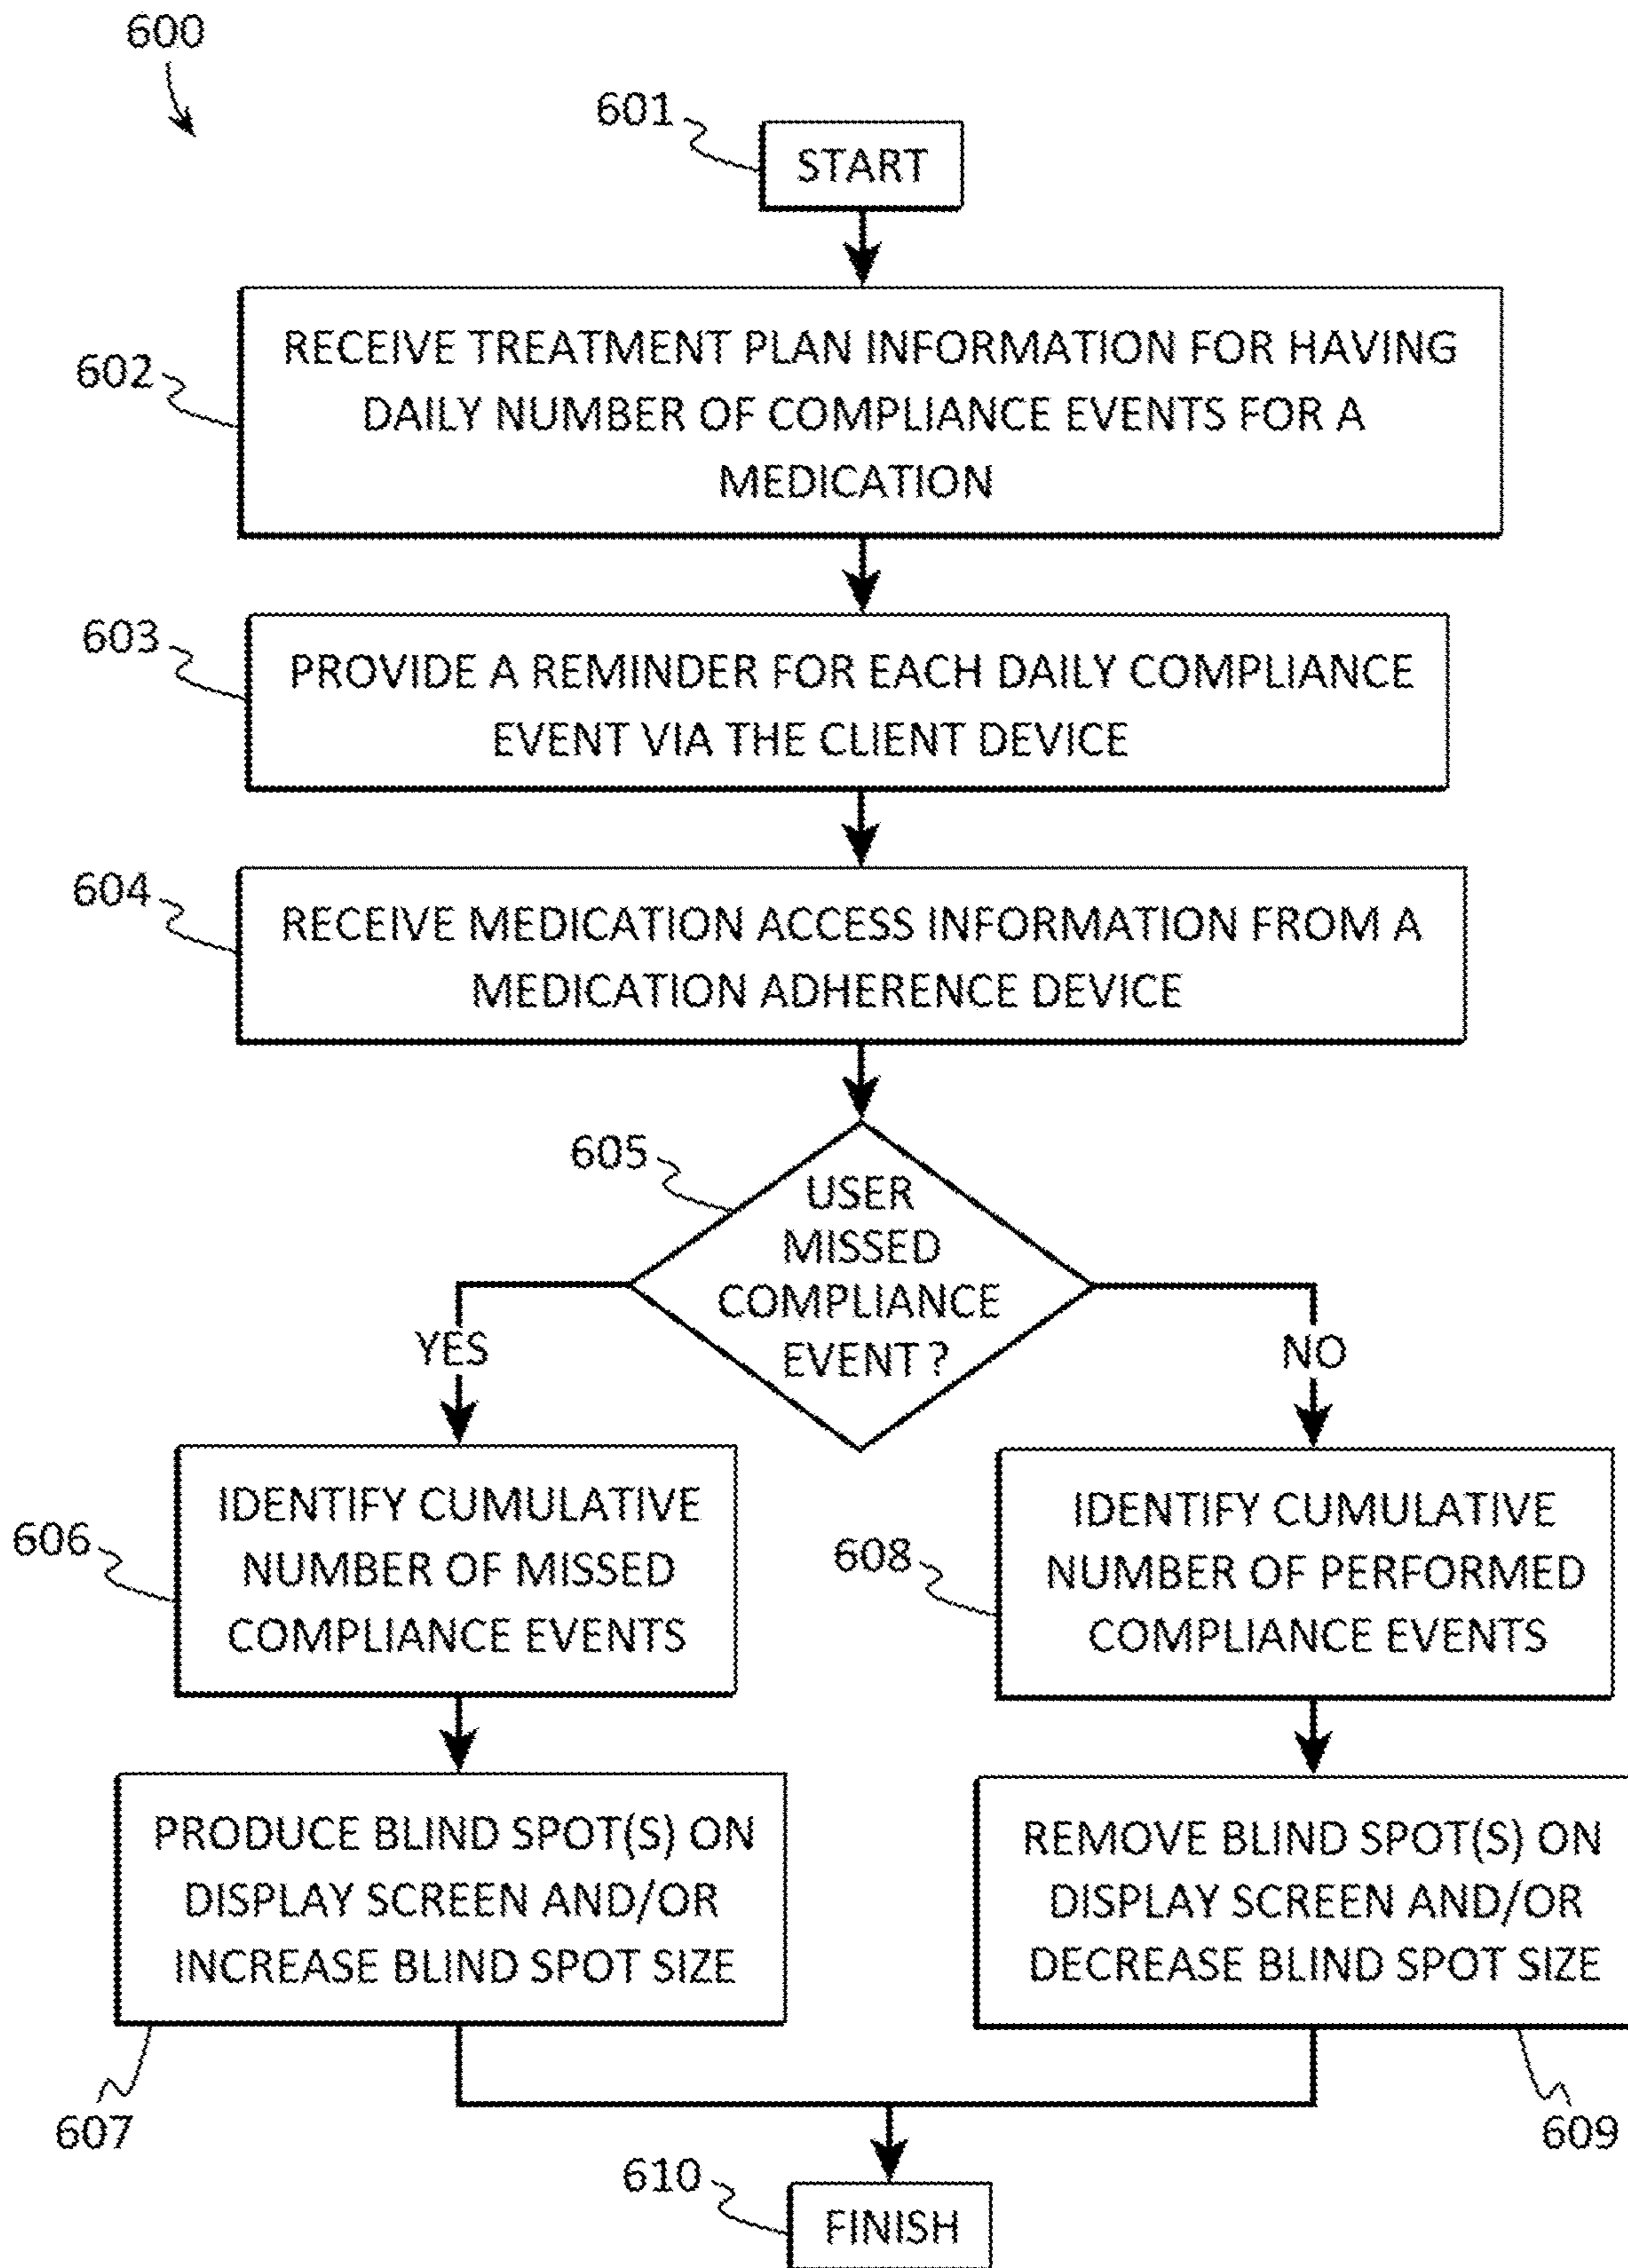 600
601
START
602
RECEIVE TREATMENT PLAN INFORMATION FOR HAVING
DAILY NUMBER OF COMPLIANCE EVENTS FOR A
MEDICATION
603
PROVIDE A REMINDER FOR EACH DAILY COMPLIANCE
EVENT VIA THE CLIENT DEVICE
604
RECEIVE MEDICATION ACCESS INFORMATION FROM A
MEDICATION ADHERENCE DEVICE
605
USER
MISSED
COMPLIANCE
EVENT ?
YES
NO
606
IDENTIFY CUMULATIVE
NUMBER OF MISSED
COMPLIANCE EVENTS
608
IDENTIFY CUMULATIVE
NUMBER OF PERFORMED
COMPLIANCE EVENTS
PRODUCE BLIND SPOT(S) ON
DISPLAY SCREEN AND/OR
INCREASE BLIND SPOT SIZE
607
REMOVE BLIND SPOT(S) ON
DISPLAY SCREEN AND/OR
DECREASE BLIND SPOT SIZE
609
610
FINISH